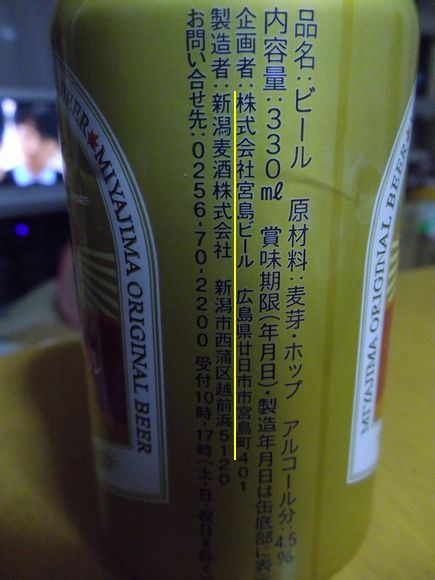 品名:ビール 原材料:麦芽・ホップ アルコール分:4.5%
内容量:330ml 賞味期限(年月日)・製造年月日は缶底部に表
企画者:株式会社宮島ビール 広島県廿日市市宮島町401
製造者:新潟麦酒株式会社 新潟市西蒲区越前浜5120
お問い合せ先:0256-70-2200 受付10時-17時(土・日・祝日を除く
BEER★MIYAJIMA ORIGINAL BEER
MIYAJIMA ORIGINAL BEER